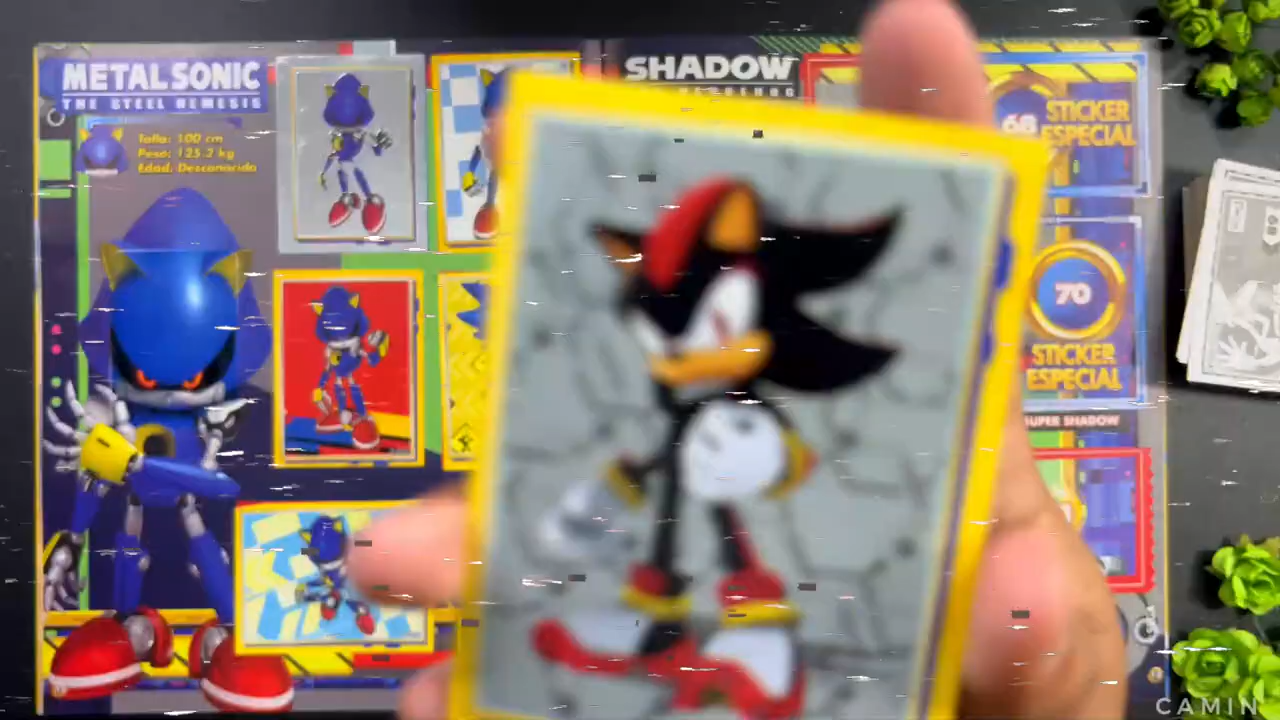 METAL SONIC
THE STEEL NEMESIS
Talla: 100 cm
Peso: 125.2 kg
Edad: Desconocida
SHADOW
68
STICKER
ESPECIAL
70
STICKER
ESPECIAL
SUPER SHADOW
CAMIN